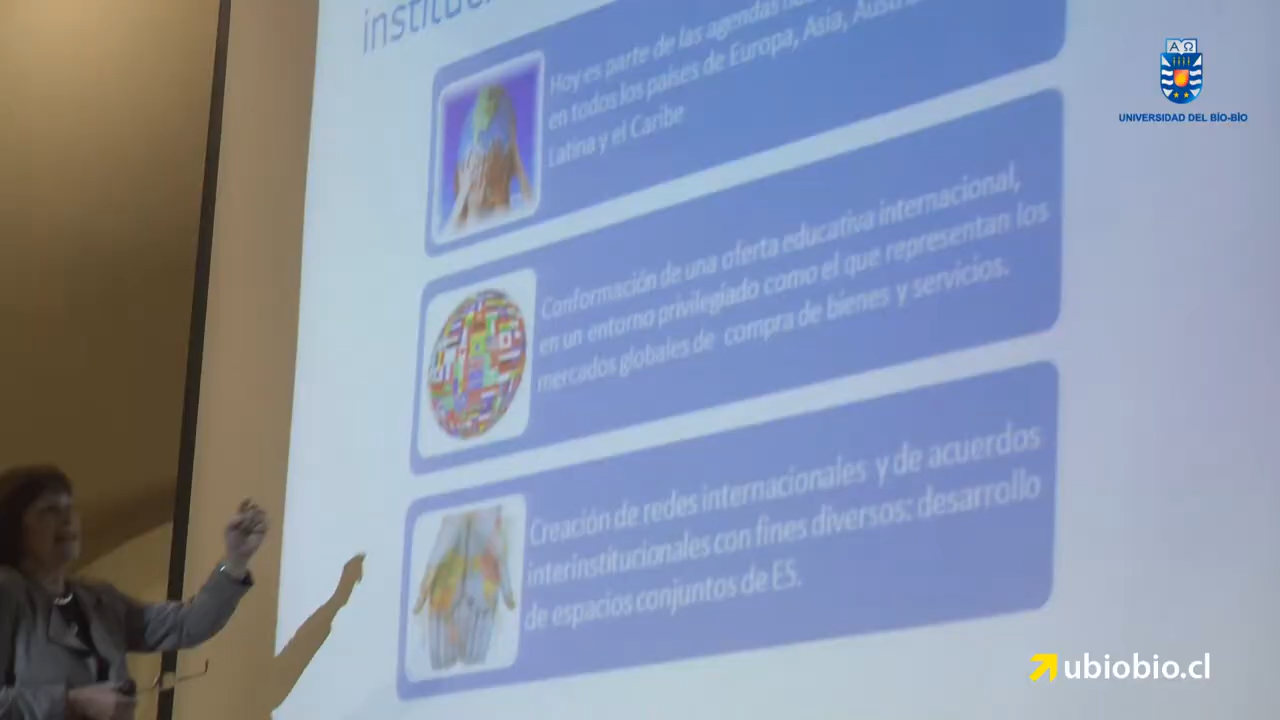 Hoy es parte de las agendas
en todos los países de Europa, Asia,
Latina y el Caribe
Conformación de una oferta educativa internacional,
en un entorno privilegiado como el que representan los
mercados globales de compra de bienes y servicios.
Creación de redes internacionales y de acuerdos
interinstitucionales con fines diversos: desarrollo
de espacios conjuntos de ES.
ΑΩ
UNIVERSIDAD DEL BÍO-BÍO
ubiobio.cl